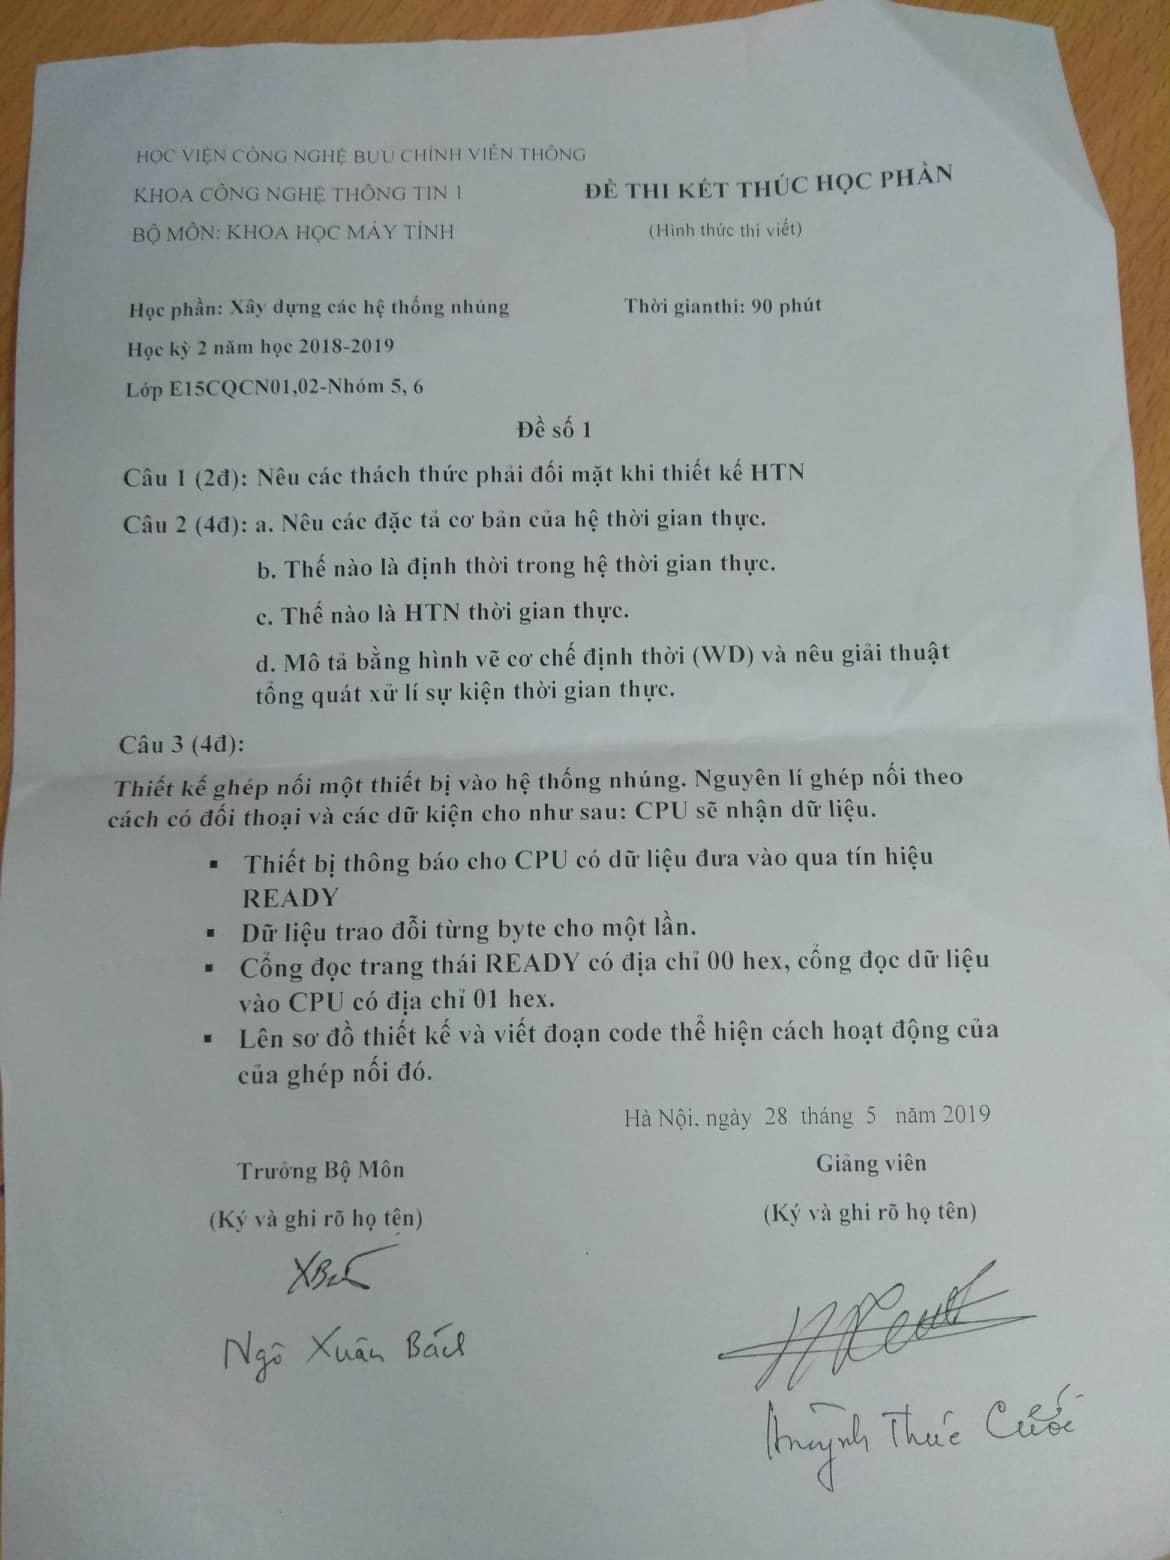 HỌC VIỆN CÔNG NGHỆ BƯU CHÍNH VIỄN THÔNG
KHOA CÔNG NGHỆ THÔNG TIN 1
ĐỀ THI KẾT THÚC HỌC PHẦN
BỘ MÔN: KHOA HỌC MÁY TÍNH
(Hình thức thi viết)
Học phần: Xây dựng các hệ thống nhúng
Thời gianthi: 90 phút
Học kỳ 2 năm học 2018-2019
Lớp E15CQCN01,02-Nhóm 5, 6
Đề số 1
Câu 1 (2đ): Nêu các thách thức phải đối mặt khi thiết kế HTN
Câu 2 (4đ): a. Nêu các đặc tả cơ bản của hệ thời gian thực.
b. Thế nào là định thời trong hệ thời gian thực.
c. Thế nào là HTN thời gian thực.
d. Mô tả bằng hình vẽ cơ chế định thời (WD) và nêu giải thuật
tổng quát xử lí sự kiện thời gian thực.
Câu 3 (4đ):
Thiết kế ghép nối một thiết bị vào hệ thống nhúng. Nguyên lí ghép nối theo
cách có đối thoại và các dữ kiện cho như sau: CPU sẽ nhận dữ liệu.
▪ Thiết bị thông báo cho CPU có dữ liệu đưa vào qua tín hiệu
READY
▪ Dữ liệu trao đỗi từng byte cho một lần.
▪ Cổng đọc trang thái READY có địa chỉ 00 hex, cổng đọc dữ liệu
vào CPU có địa chỉ 01 hex.
▪ Lên sơ đồ thiết kế và viết đoạn code thể hiện cách hoạt động của
của ghép nối đó.
Hà Nội, ngày 28 tháng 5 năm 2019
Trưởng Bộ Môn
Giảng viên
(Ký và ghi rõ họ tên)
(Ký và ghi rõ họ tên)
Ngô Xuân Bách
Huỳnh Thúc Cước